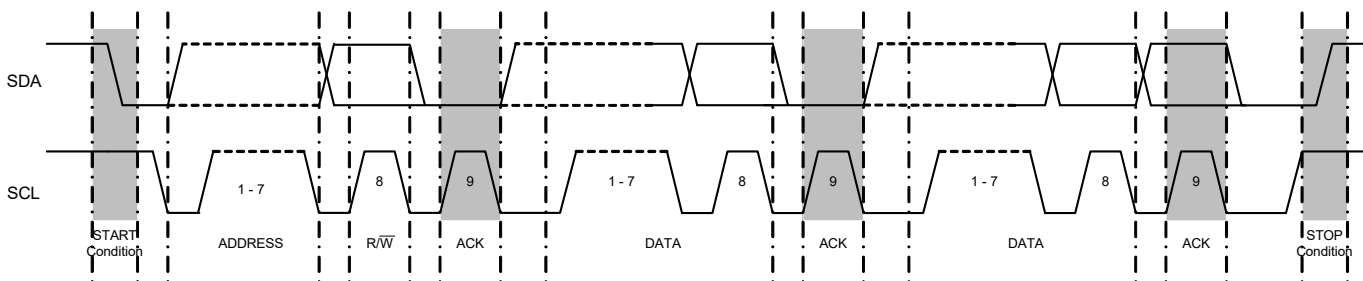 SDA
SCL
1 - 7
8
9
1 - 7
8
9
1 - 7
8
9
START
Condition
ADDRESS
R/W̅
ACK
DATA
ACK
DATA
ACK
STOP
Condition